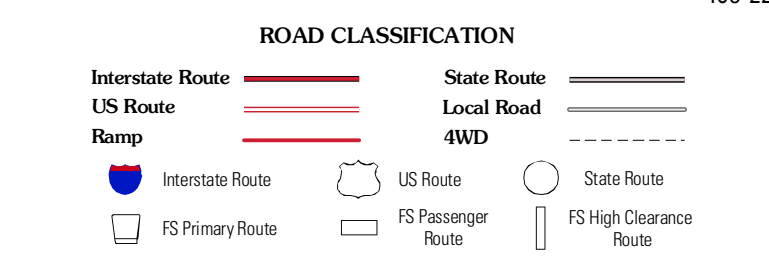 ROAD CLASSIFICATION
Interstate Route
State Route
US Route
Local Road
Ramp
4WD
Interstate Route
US Route
State Route
FS Primary Route
FS Passenger
Route
FS High Clearance
Route